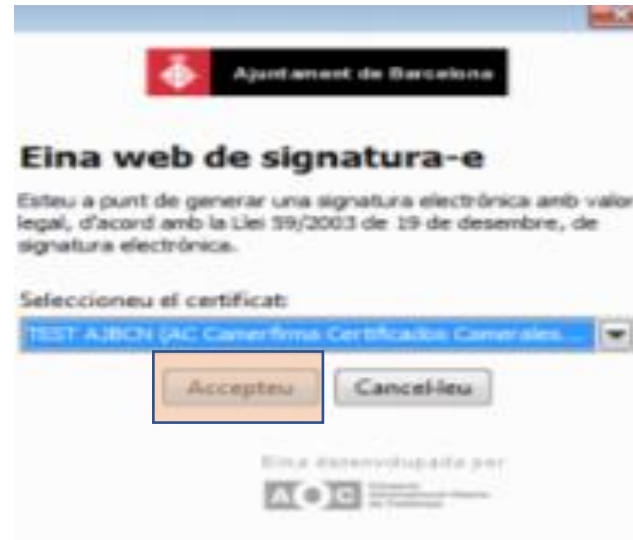 Ajuntament de Barcelona
Eina web de signatura-e
Esteu a punt de generar una signatura electrònica amb valor
legal, d'acord amb la Llei 59/2003 de 19 de desembre, de
signatura electrònica.
Seleccioneu el certificat:
TEST AJBCN (AC Camerfirma Certificados Camerales...
Accepteu
Cancel·leu
Eina desenvolupada per
AOC